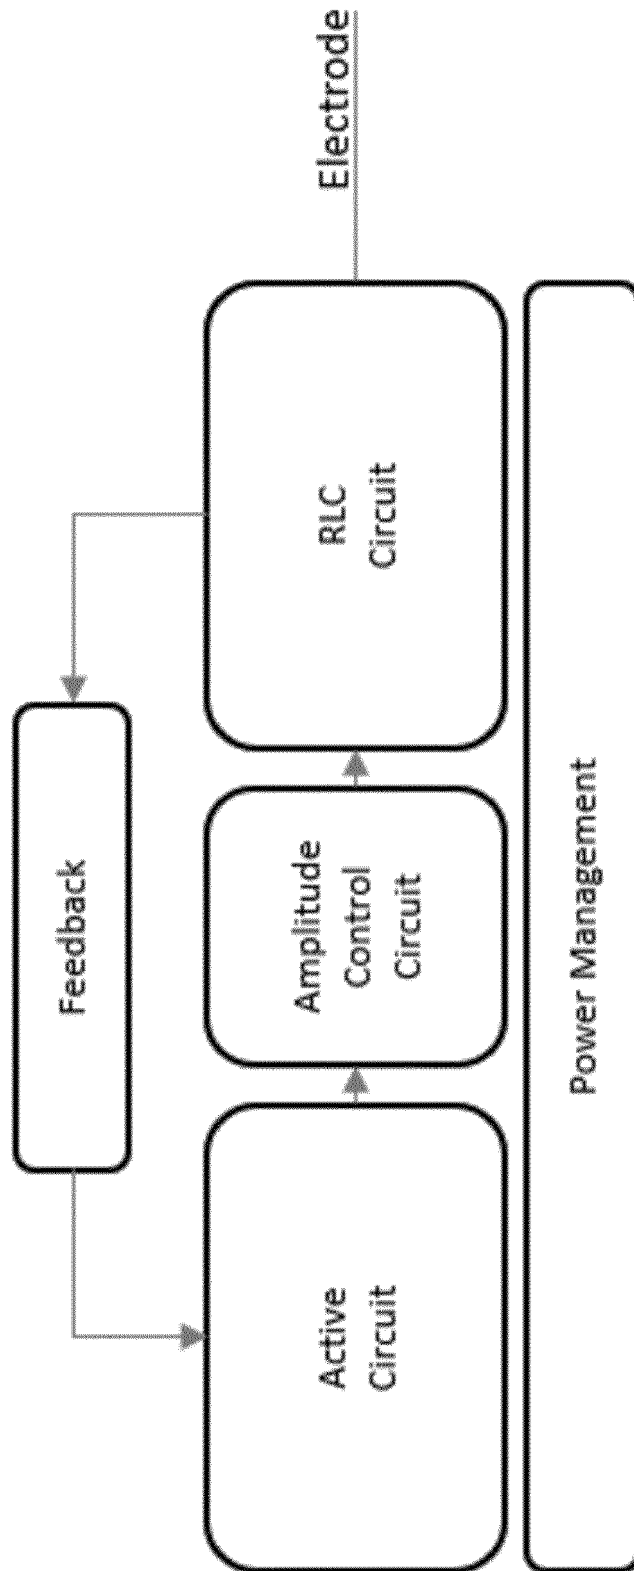 Feedback
Active
Circuit
Amplitude
Control
Circuit
RLC
Circuit
Electrode
Power Management